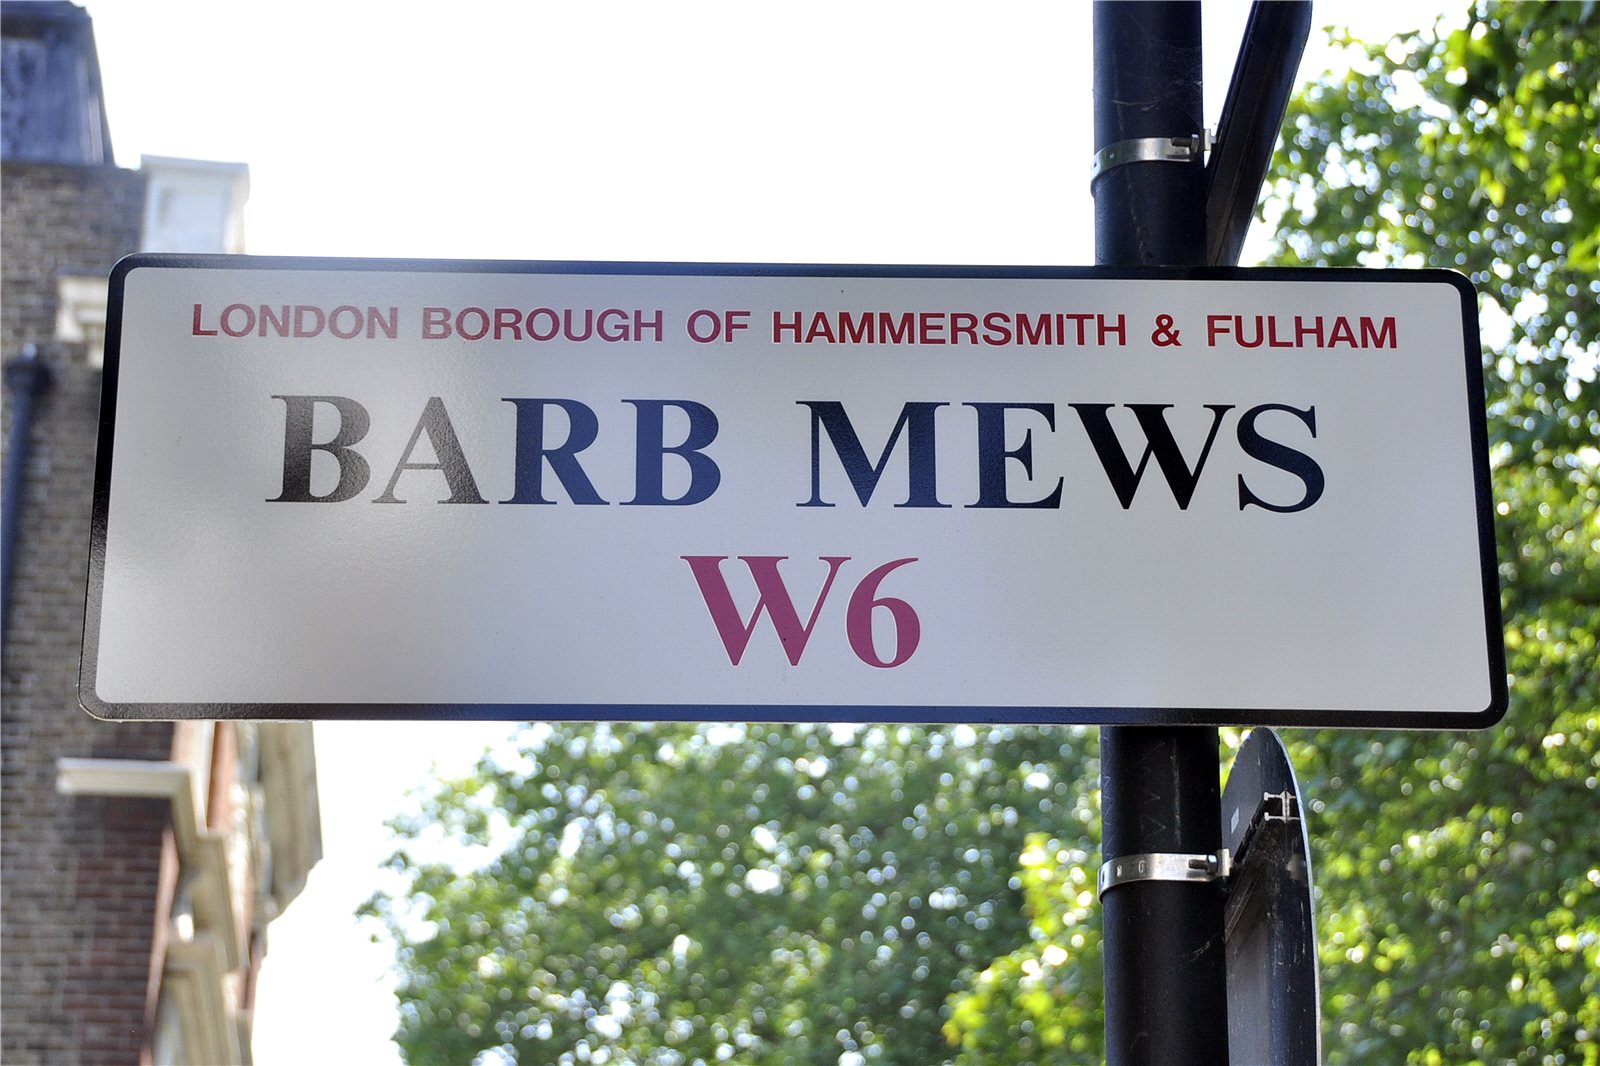 LONDON BOROUGH OF HAMMERSMITH & FULHAM
BARB MEWS
W6